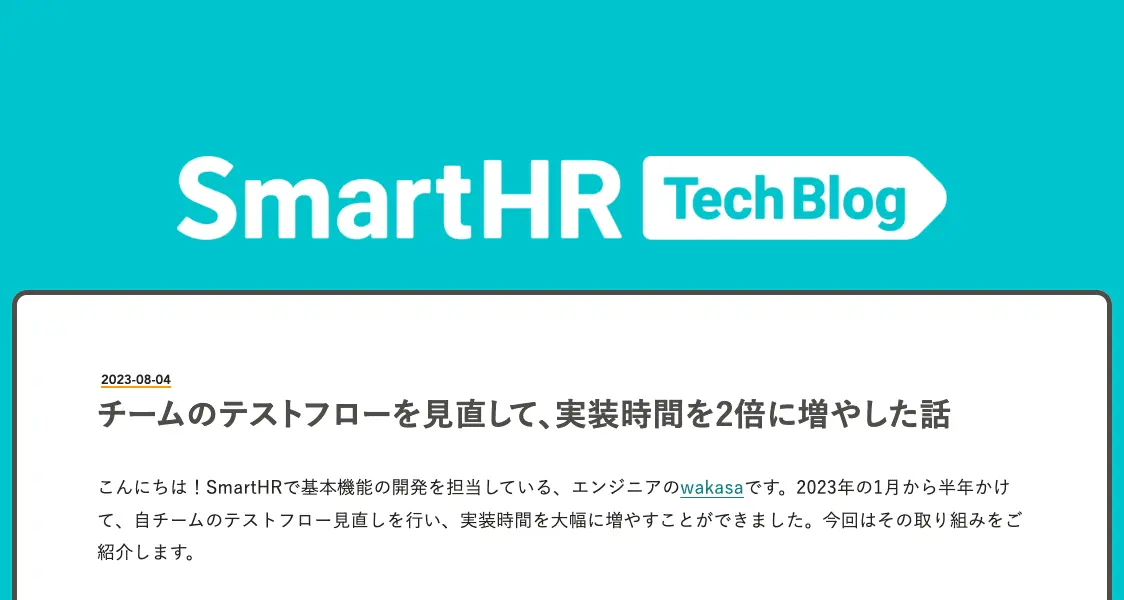 SmartHR Tech Blog
2023-08-04
チームのテストフローを見直して、実装時間を2倍に増やした話
こんにちは！SmartHRで基本機能の開発を担当している、エンジニアのwakasaです。2023年の1月から半年かけ
て、自チームのテストフロー見直しを行い、実装時間を大幅に増やすことができました。今回はその取り組みをご
紹介します。